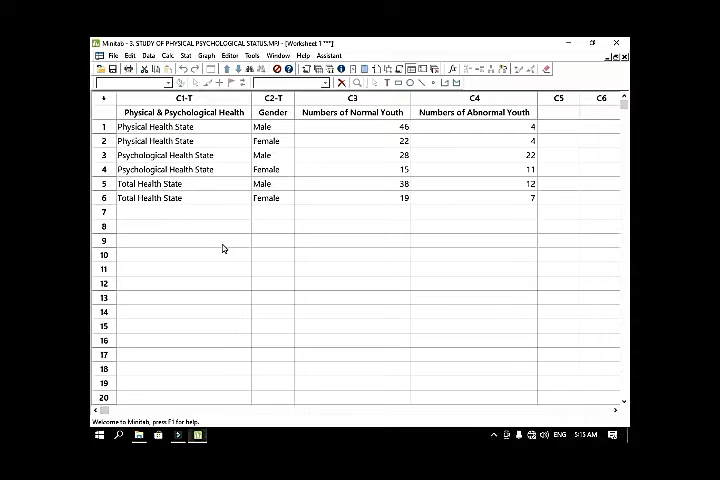 Minitab - 3. STUDY OF PHYSICAL PSYCHOLOGICAL STATUS.MPJ - [Worksheet 1 ***]
File Edit Data Calc Stat Graph Editor Tools Window Help Assistant
C1-T C2-T C3 C4 C5 C6
Physical & Psychological Health Gender Numbers of Normal Youth Numbers of Abnormal Youth
1 Physical Health State Male 46 4
2 Physical Health State Female 22 4
3 Psychological Health State Male 28 22
4 Psychological Health State Female 15 11
5 Total Health State Male 38 12
6 Total Health State Female 19 7
7
8
9
10
11
12
13
14
15
16
17
18
19
20
Welcome to Minitab, press F1 for help.
ENG 5:15 AM